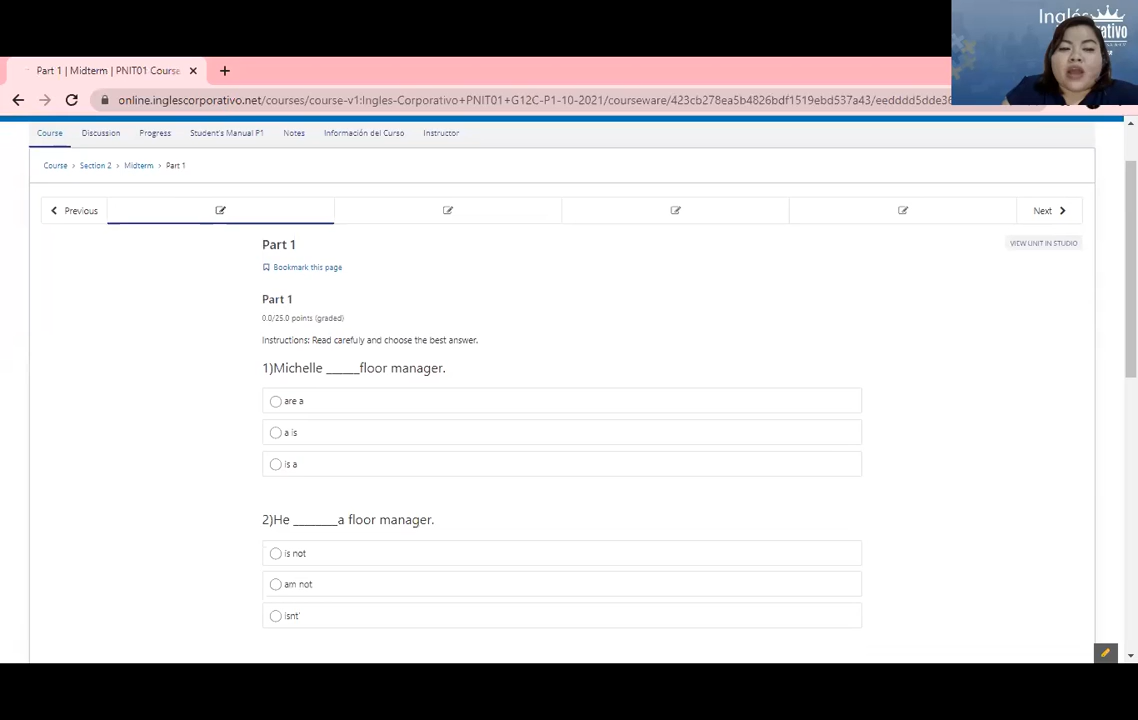 Inglés
Part 1 | Midterm | PNIT01 Course
online.inglescorporativo.net/courses/course-v1:Ingles-Corporativo+PNIT01+G12C-P1-10-2021/courseware/423cb278ea5b4826bdf1519ebd537a43/eedddd5dde36
Course Discussion Progress Student's Manual P1 Notes Información del Curso Instructor
Course > Section 2 > Midterm > Part 1
Previous Next
Part 1
VIEW UNIT IN STUDIO
Bookmark this page
Part 1
0.0/25.0 points (graded)
Instructions: Read carefuly and choose the best answer.
1)Michelle ______floor manager.
are a
a is
is a
2)He _______a floor manager.
is not
am not
isnt'